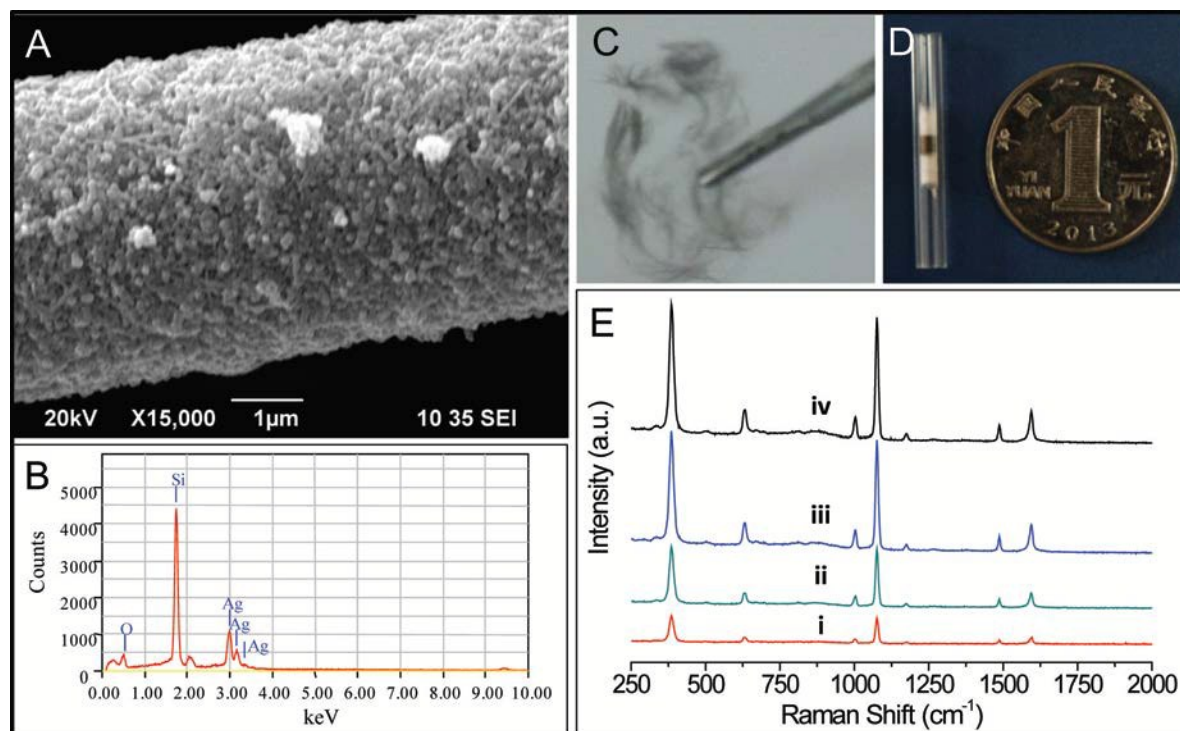 A
20kV X15,000 1μm 10 35 SEI
B
Counts
5000
4000
3000
2000
1000
0
Si
O
Ag
Ag
Ag
0.00 1.00 2.00 3.00 4.00 5.00 6.00 7.00 8.00 9.00 10.00
keV
C
D
YI
YUAN
1
元
2013
E
Intensity (a.u.)
iv
iii
ii
i
250 500 750 1000 1250 1500 1750 2000
Raman Shift (cm⁻¹)